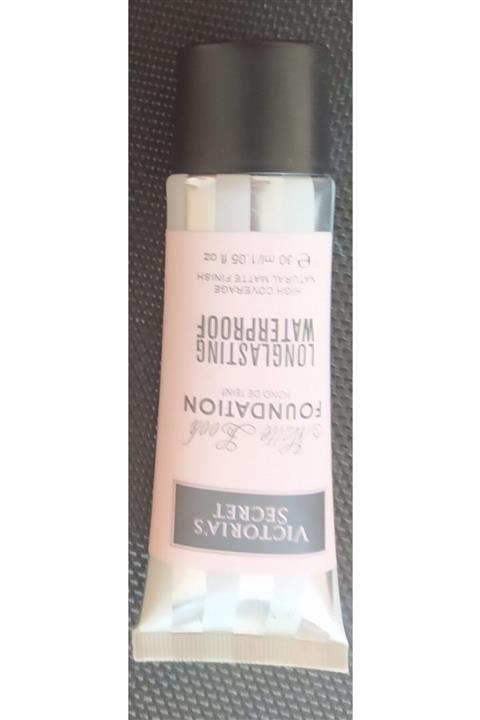 VICTORIA'S
SECRET
Matte Look
FOUNDATION
FOND DE TEINT
LONGLASTING
WATERPROOF
HIGH COVERAGE
NATURAL MATTE FINISH
℮ 30 ml/1.05 fl oz